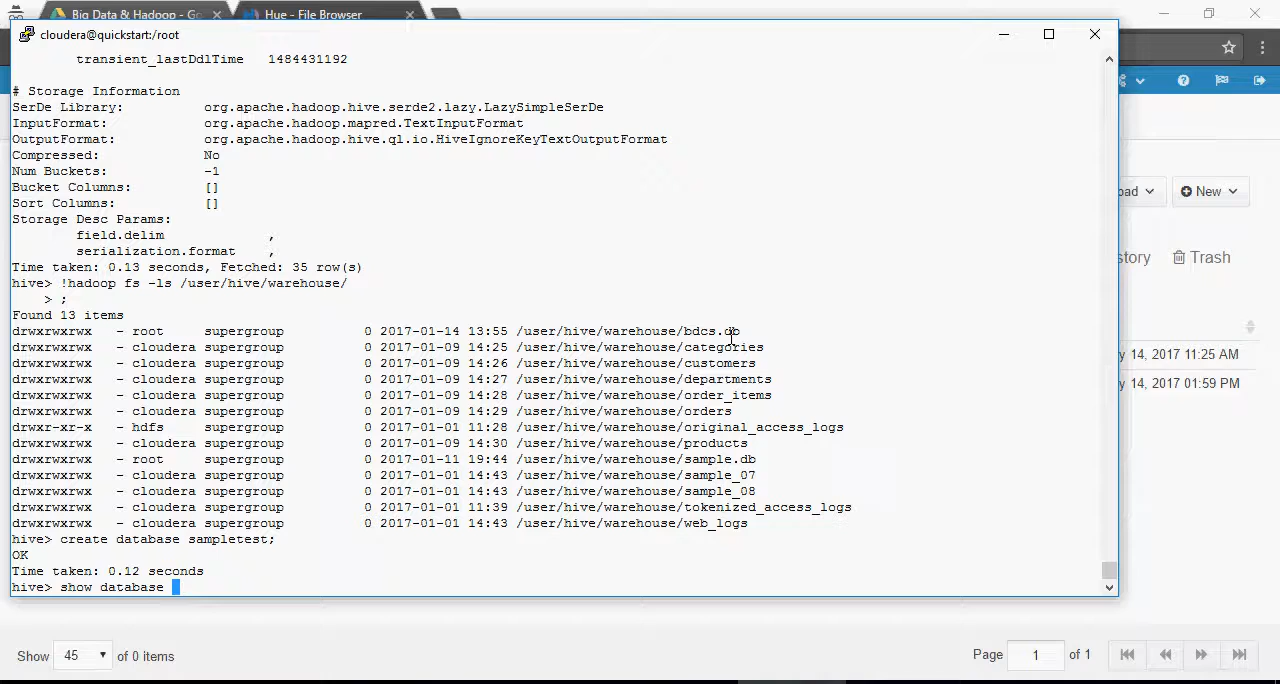 Big Data & Hadoop - Go
Hue - File Browser
cloudera@quickstart:/root
transient_lastDdlTime 1484431192
# Storage Information
SerDe Library: org.apache.hadoop.hive.serde2.lazy.LazySimpleSerDe
InputFormat: org.apache.hadoop.mapred.TextInputFormat
OutputFormat: org.apache.hadoop.hive.ql.io.HiveIgnoreKeyTextOutputFormat
Compressed: No
Num Buckets: -1
Bucket Columns: []
Sort Columns: []
Storage Desc Params:
field.delim ,
serialization.format ,
Time taken: 0.13 seconds, Fetched: 35 row(s)
hive> !hadoop fs -ls /user/hive/warehouse/
> ;
Found 13 items
drwxrwxrwx - root supergroup 0 2017-01-14 13:55 /user/hive/warehouse/bdcs.db
drwxrwxrwx - cloudera supergroup 0 2017-01-09 14:25 /user/hive/warehouse/categories
drwxrwxrwx - cloudera supergroup 0 2017-01-09 14:26 /user/hive/warehouse/customers
drwxrwxrwx - cloudera supergroup 0 2017-01-09 14:27 /user/hive/warehouse/departments
drwxrwxrwx - cloudera supergroup 0 2017-01-09 14:28 /user/hive/warehouse/order_items
drwxrwxrwx - cloudera supergroup 0 2017-01-09 14:29 /user/hive/warehouse/orders
drwxr-xr-x - hdfs supergroup 0 2017-01-01 11:28 /user/hive/warehouse/original_access_logs
drwxrwxrwx - cloudera supergroup 0 2017-01-09 14:30 /user/hive/warehouse/products
drwxrwxrwx - root supergroup 0 2017-01-11 19:44 /user/hive/warehouse/sample.db
drwxrwxrwx - cloudera supergroup 0 2017-01-01 14:43 /user/hive/warehouse/sample_07
drwxrwxrwx - cloudera supergroup 0 2017-01-01 14:43 /user/hive/warehouse/sample_08
drwxrwxrwx - cloudera supergroup 0 2017-01-01 11:39 /user/hive/warehouse/tokenized_access_logs
drwxrwxrwx - cloudera supergroup 0 2017-01-01 14:43 /user/hive/warehouse/web_logs
hive> create database sampletest;
OK
Time taken: 0.12 seconds
hive> show database
oad
New
story
Trash
y 14, 2017 11:25 AM
y 14, 2017 01:59 PM
Show 45 of 0 items
Page 1 of 1